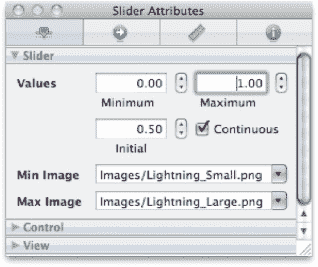 Slider Attributes
Slider
Values 0.00 1.00
Minimum Maximum
0.50 Continuous
Initial
Min Image Images/Lightning_Small.png
Max Image Images/Lightning_Large.png
Control
View